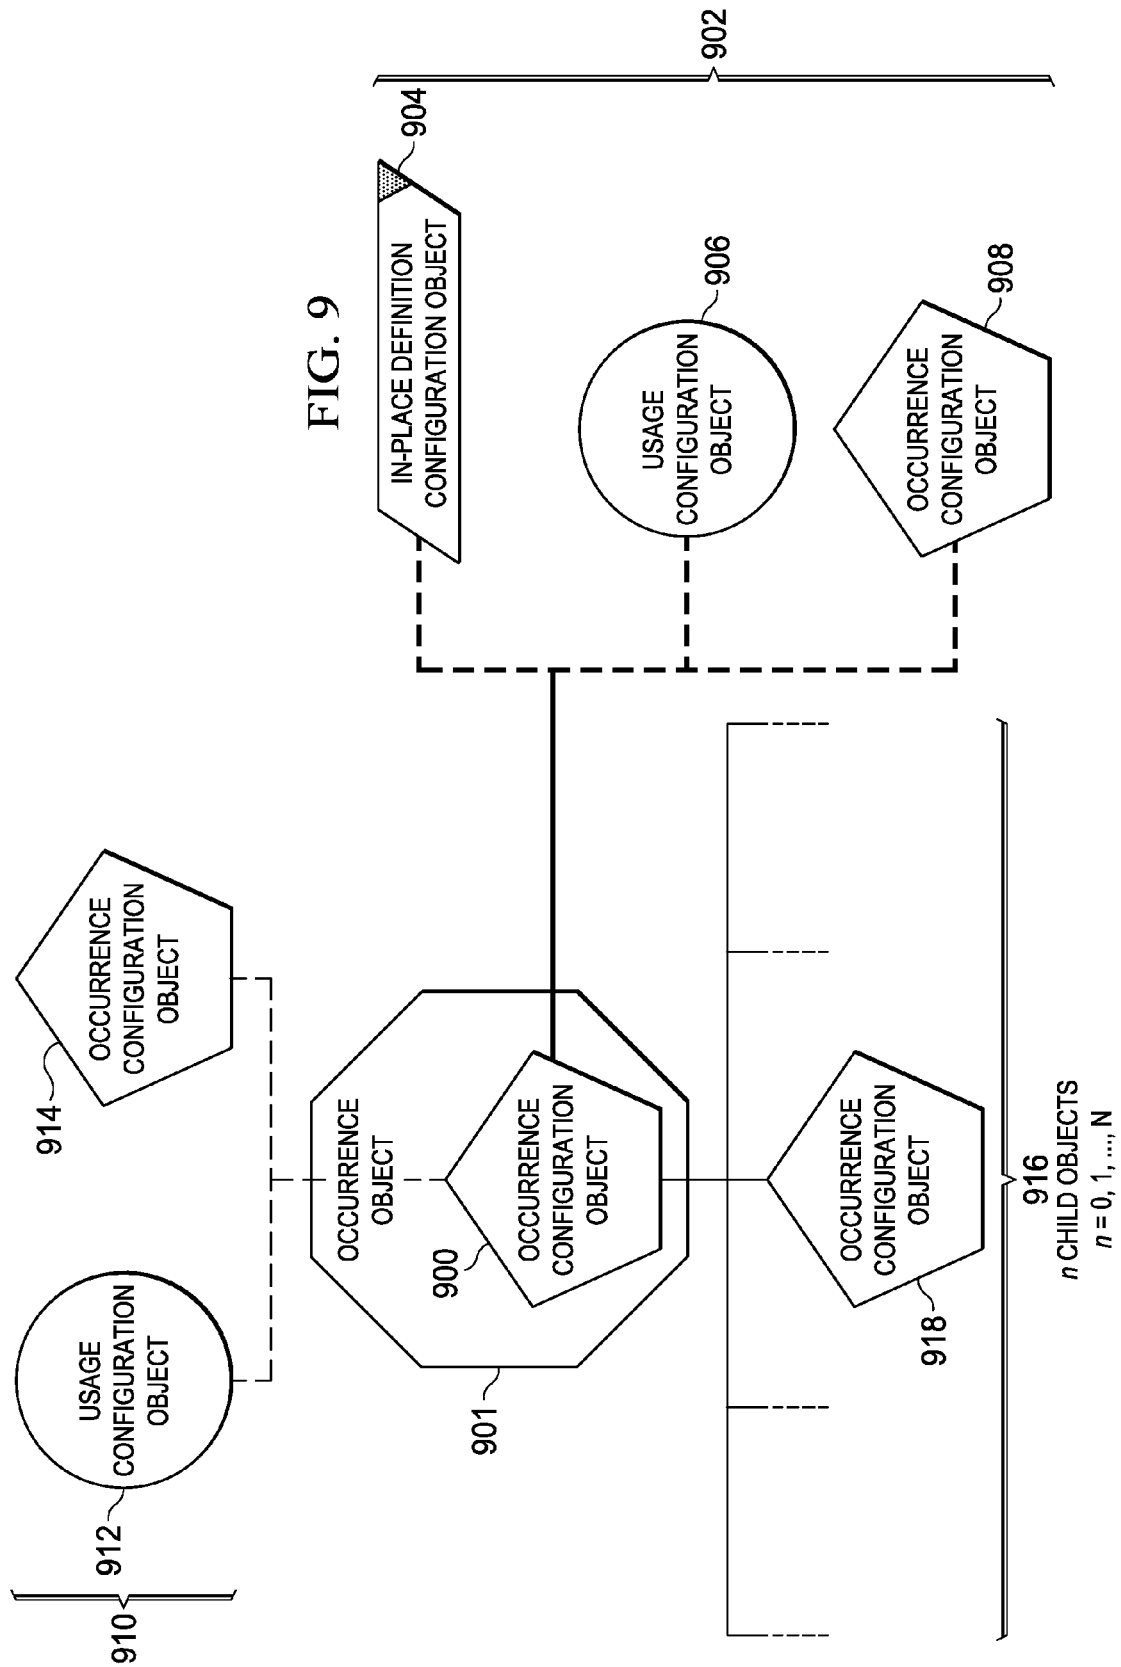 FIG. 9
910
912
USAGE
CONFIGURATION
OBJECT
914
OCCURRENCE
CONFIGURATION
OBJECT
901
OCCURRENCE
OBJECT
900
OCCURRENCE
CONFIGURATION
OBJECT
902
904
IN-PLACE DEFINITION
CONFIGURATION OBJECT
906
USAGE
CONFIGURATION
OBJECT
908
OCCURRENCE
CONFIGURATION
OBJECT
918
OCCURRENCE
CONFIGURATION
OBJECT
916
n CHILD OBJECTS
n = 0, 1, ..., N